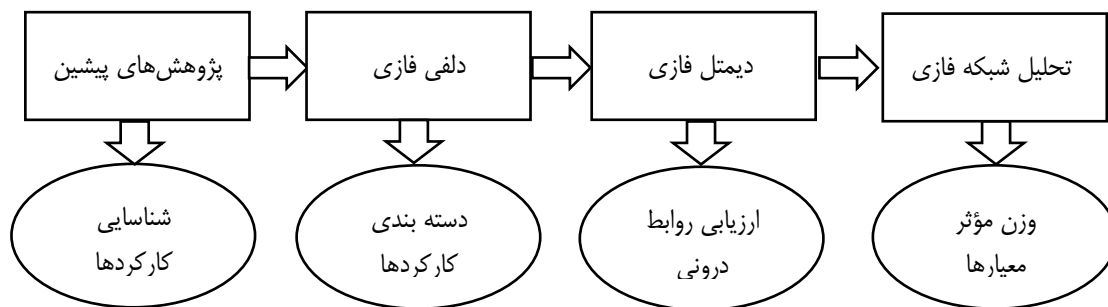 پژوهش‌های پیشین
دلفی فازی
دیمتل فازی
تحلیل شبکه فازی
شناسایی
کارکردها
دسته بندی
کارکردها
ارزیابی روابط
درونی
وزن مؤثر
معیارها